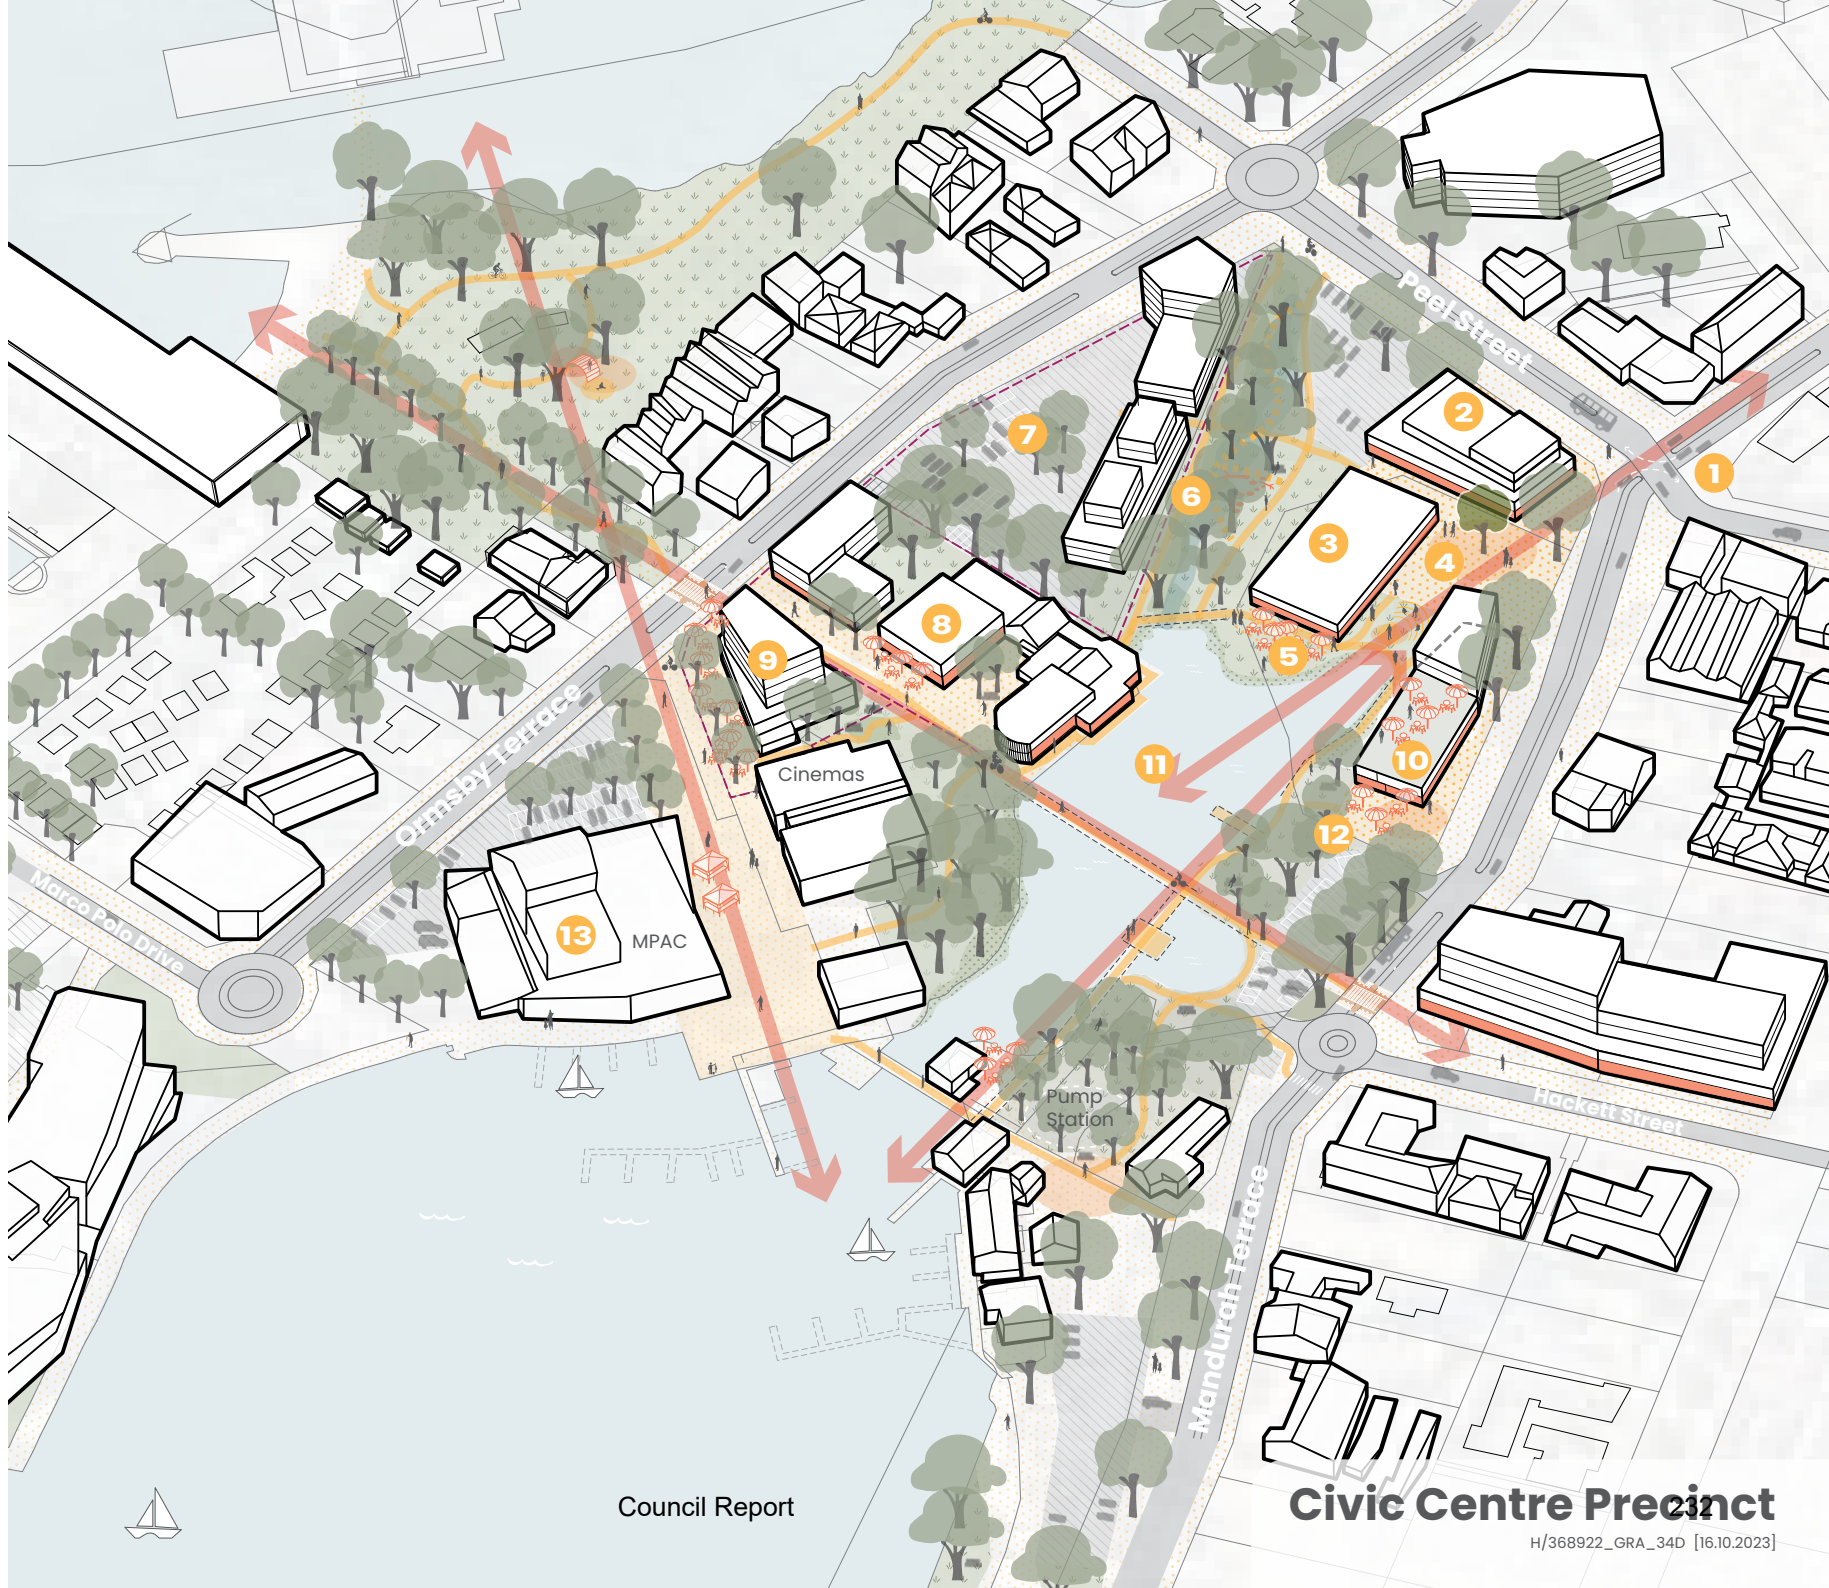 Peel Street
2
1
7
6
3
4
8
5
9
Ormsby Terrace
Cinemas
11
10
12
Marco Polo Drive
13
MPAC
Pump
Station
Hackett Street
Mandurah Terrace
Council Report
Civic Centre Precinct
232
H/368922_GRA_34D [16.10.2023]